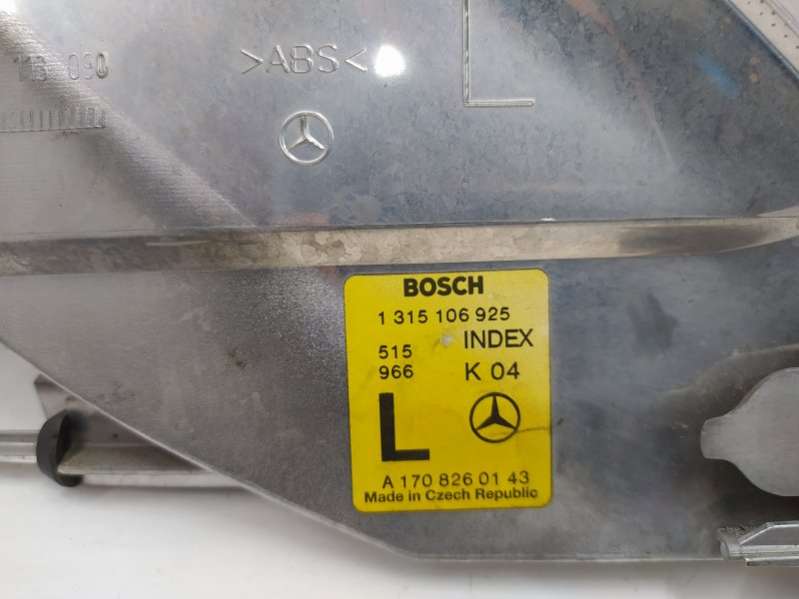 >ABS<
L
BOSCH
1 315 106 925
515 INDEX
966 K 04
L
A 170 826 01 43
Made in Czech Republic